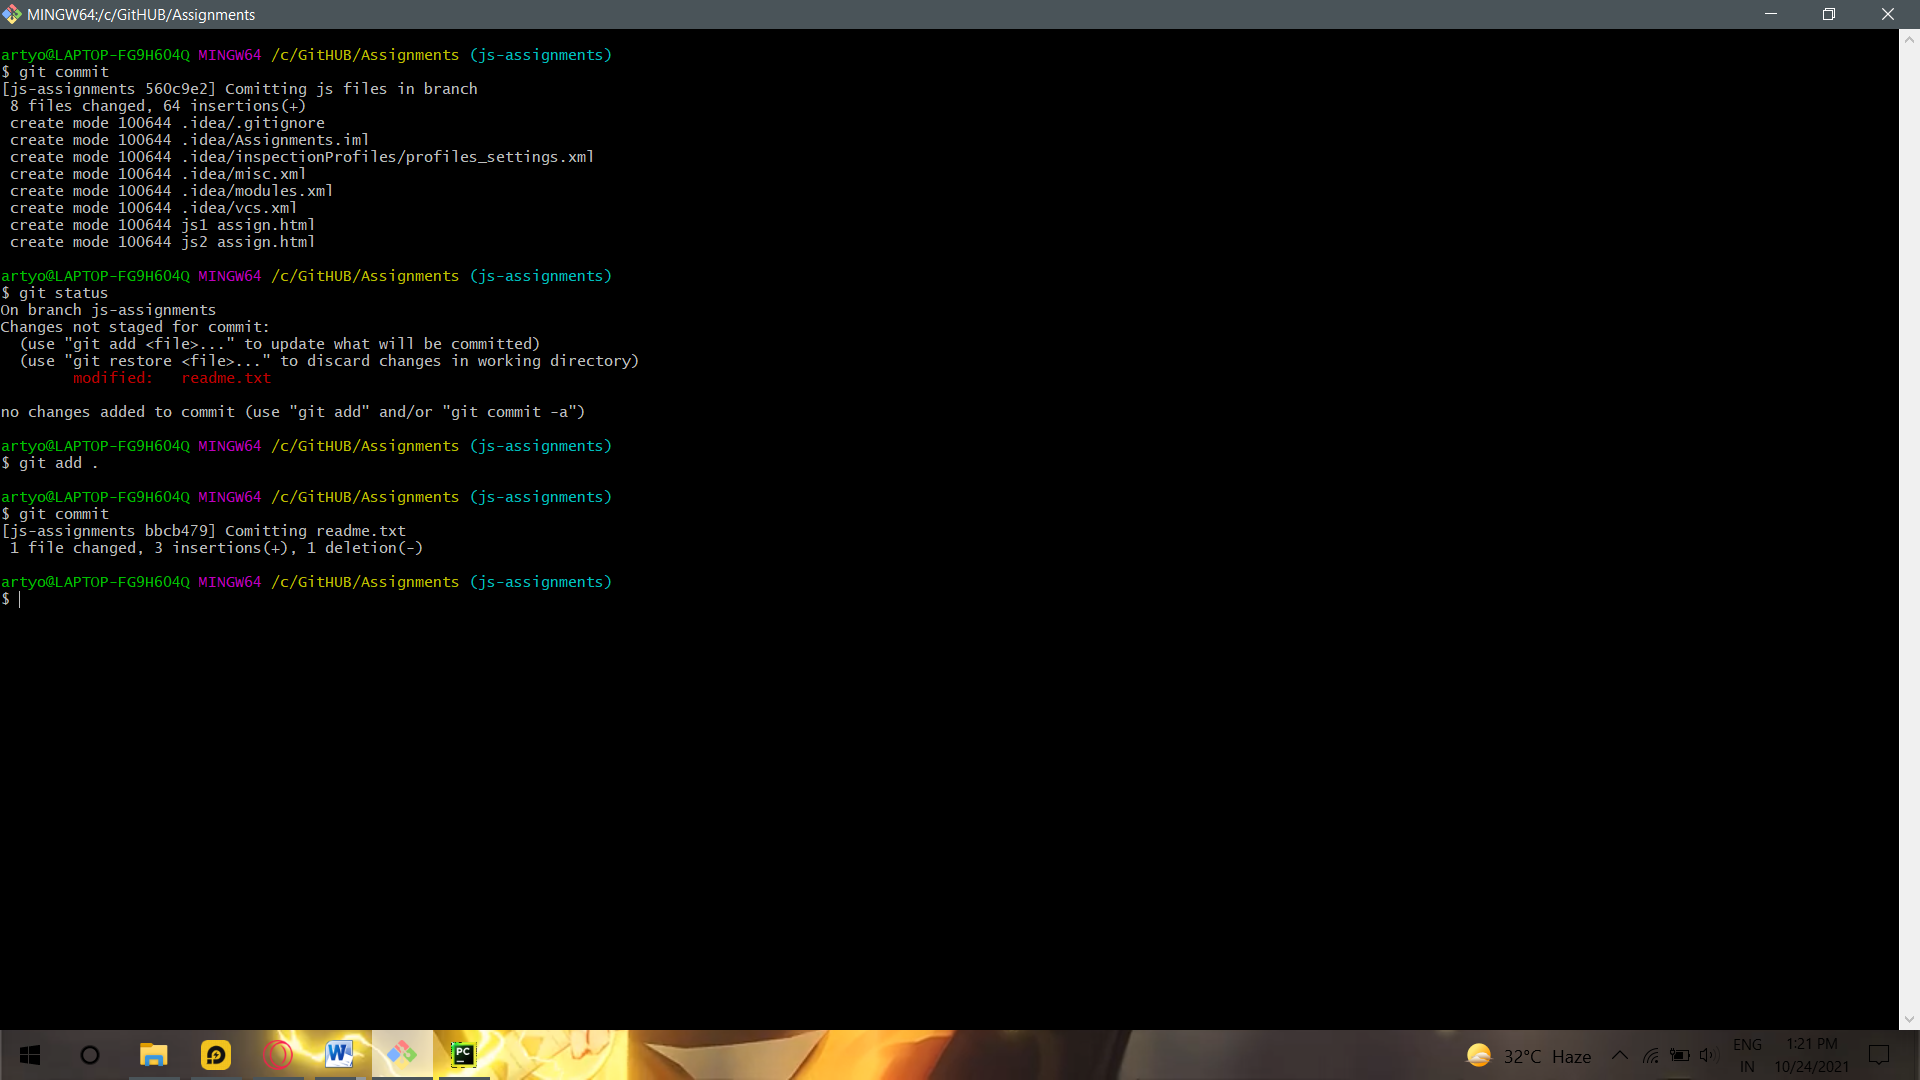 MINGW64:/c/GitHUB/Assignments
artyo@LAPTOP-FG9H6O4Q MINGW64 /c/GitHUB/Assignments (js-assignments)
$ git commit
[js-assignments 560c9e2] Comitting js files in branch
 8 files changed, 64 insertions(+)
 create mode 100644 .idea/.gitignore
 create mode 100644 .idea/Assignments.iml
 create mode 100644 .idea/inspectionProfiles/profiles_settings.xml
 create mode 100644 .idea/misc.xml
 create mode 100644 .idea/modules.xml
 create mode 100644 .idea/vcs.xml
 create mode 100644 js1 assign.html
 create mode 100644 js2 assign.html
artyo@LAPTOP-FG9H6O4Q MINGW64 /c/GitHUB/Assignments (js-assignments)
$ git status
On branch js-assignments
Changes not staged for commit:
  (use "git add <file>..." to update what will be committed)
  (use "git restore <file>..." to discard changes in working directory)
        modified:   readme.txt
no changes added to commit (use "git add" and/or "git commit -a")
artyo@LAPTOP-FG9H6O4Q MINGW64 /c/GitHUB/Assignments (js-assignments)
$ git add .
artyo@LAPTOP-FG9H6O4Q MINGW64 /c/GitHUB/Assignments (js-assignments)
$ git commit
[js-assignments bbcb479] Comitting readme.txt
 1 file changed, 3 insertions(+), 1 deletion(-)
artyo@LAPTOP-FG9H6O4Q MINGW64 /c/GitHUB/Assignments (js-assignments)
$
W
PC
32°C Haze
ENG
IN
1:21 PM
10/24/2021